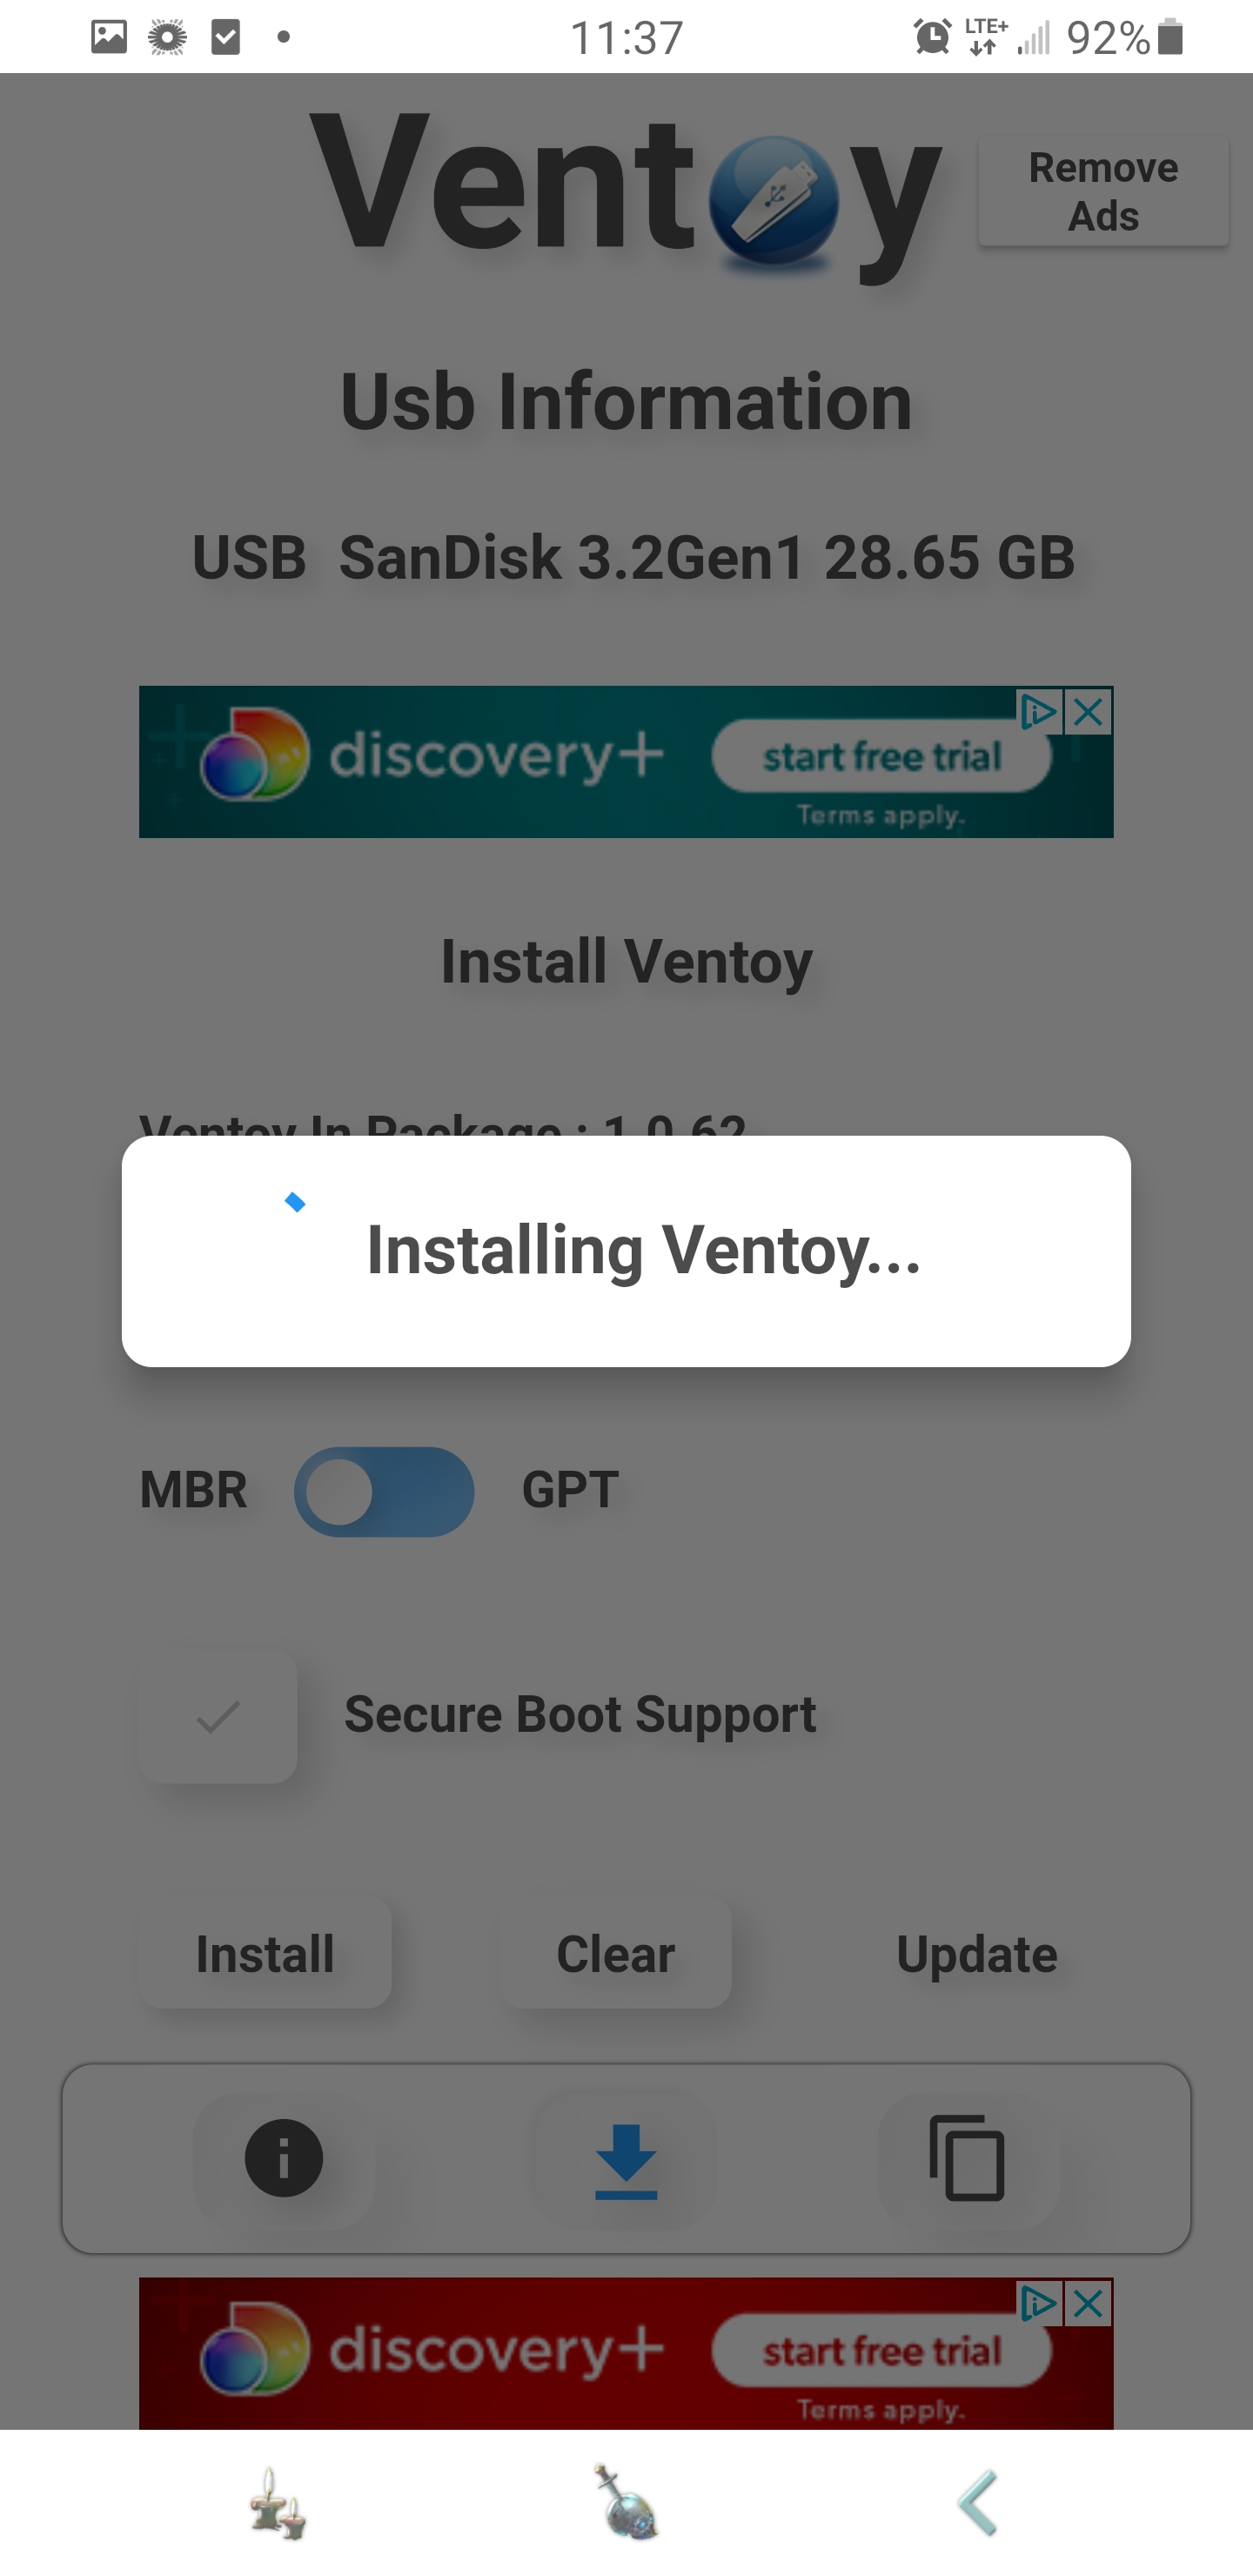 11:37
LTE+
92%
Ventoy
Remove
Ads
Usb Information
USB SanDisk 3.2Gen1 28.65 GB
discovery+
start free trial
Terms apply.
Install Ventoy
Ventoy In Package : 1.0.62
Installing Ventoy...
MBR
GPT
Secure Boot Support
Install
Clear
Update
discovery+
start free trial
Terms apply.